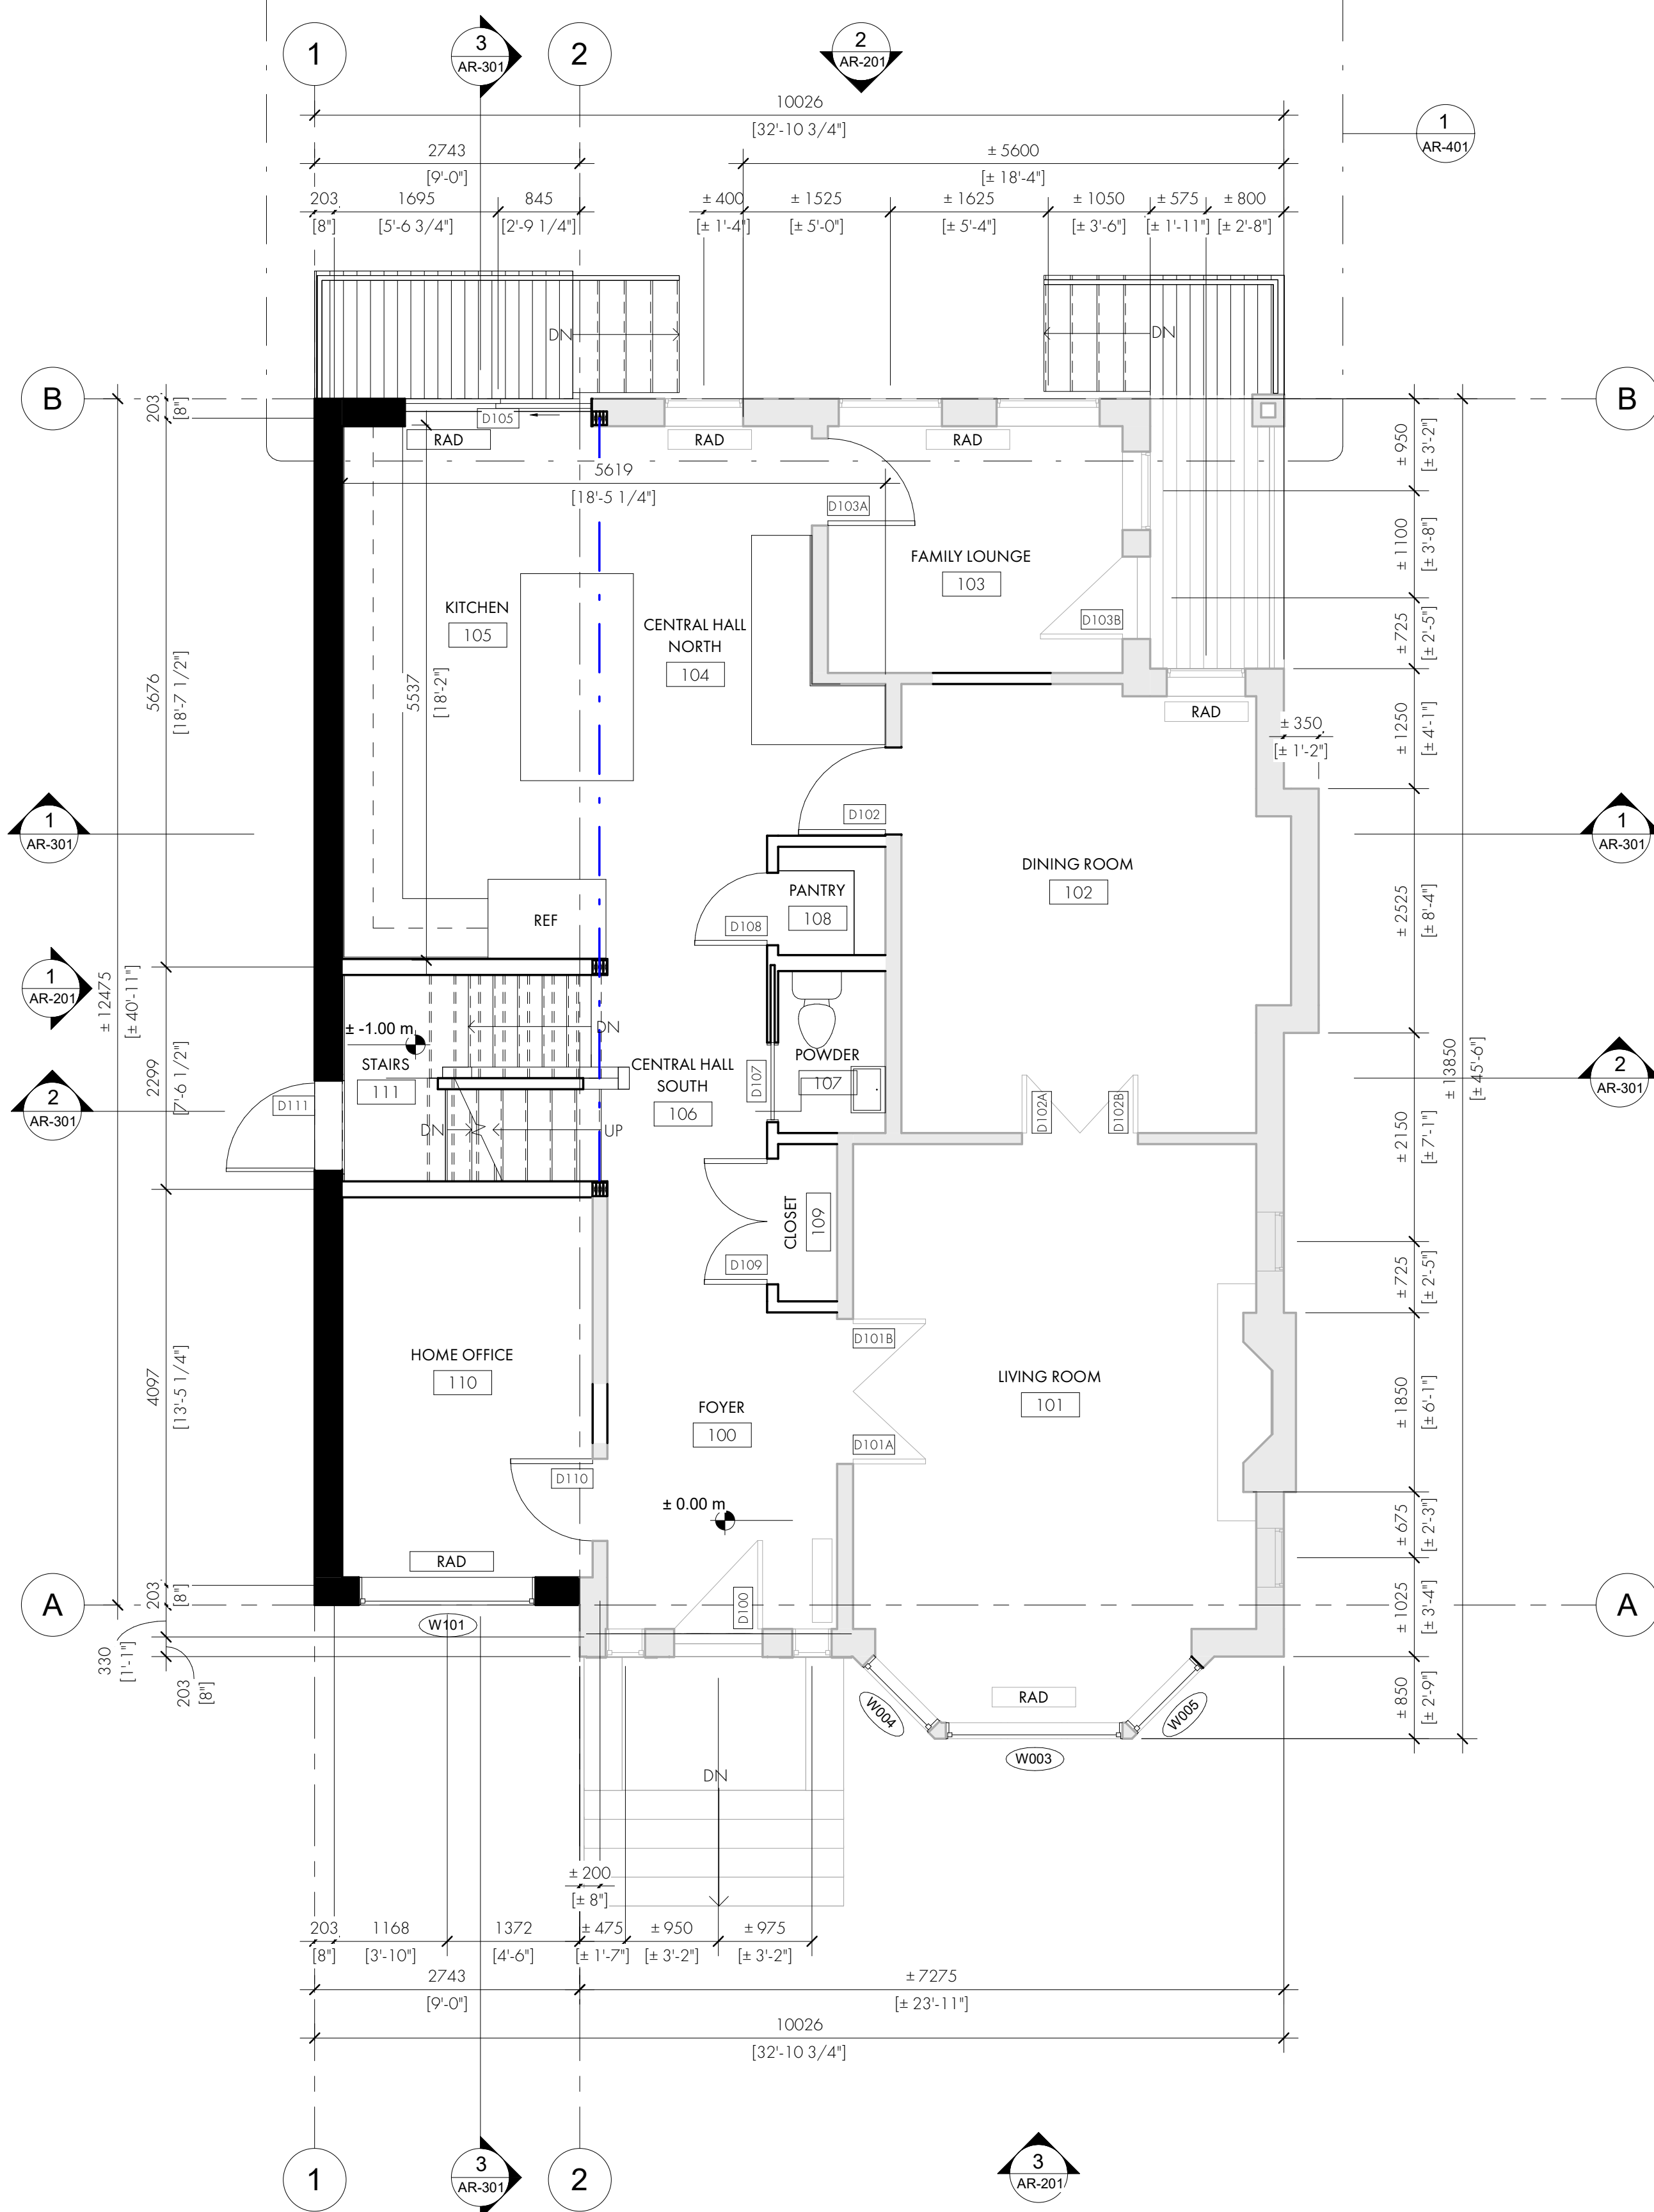 1
3
AR-301
2
2
AR-201
10026
[32'-10 3/4"]
1
AR-401
2743
[9'-0"]
± 5600
[± 18'-4"]
203
[8"]
1695
[5'-6 3/4"]
845
[2'-9 1/4"]
± 400
[± 1'-4"]
± 1525
[± 5'-0"]
± 1625
[± 5'-4"]
± 1050
[± 3'-6"]
± 575
[± 1'-11"]
± 800
[± 2'-8"]
DN
DN
B
B
203
[8"]
D105
RAD
RAD
RAD
± 950
[± 3'-2"]
5619
[18'-5 1/4"]
D103A
± 1100
[± 3'-8"]
FAMILY LOUNGE
103
KITCHEN
105
CENTRAL HALL
NORTH
104
D103B
± 725
[± 2'-5"]
5676
[18'-7 1/2"]
5537
[18'-2"]
RAD
± 350
[± 1'-2"]
± 1250
[± 4'-1"]
1
AR-301
D102
1
AR-301
DINING ROOM
102
PANTRY
108
D108
REF
± 2525
[± 8'-4"]
1
AR-201
± 12475
[± 40'-11"]
± -1.00 m
DN
STAIRS
111
CENTRAL HALL
SOUTH
106
POWDER
107
D107
2299
[7'-6 1/2"]
± 13850
[± 45'-6"]
2
AR-301
2
AR-301
D111
DN
UP
D102A
D102B
± 2150
[± 7'-1"]
CLOSET
109
D109
± 725
[± 2'-5"]
D101B
HOME OFFICE
110
LIVING ROOM
101
4097
[13'-5 1/4"]
FOYER
100
± 1850
[± 6'-1"]
D101A
D110
± 0.00 m
± 675
[± 2'-3"]
RAD
203
[8"]
A
A
D100
± 1025
[± 3'-4"]
W101
330
[1'-1"]
203
[8"]
RAD
W004
W005
W003
± 850
[± 2'-9"]
DN
± 200
[± 8"]
203
[8"]
1168
[3'-10"]
1372
[4'-6"]
± 475
[± 1'-7"]
± 950
[± 3'-2"]
± 975
[± 3'-2"]
2743
[9'-0"]
± 7275
[± 23'-11"]
10026
[32'-10 3/4"]
1
3
AR-301
2
3
AR-201